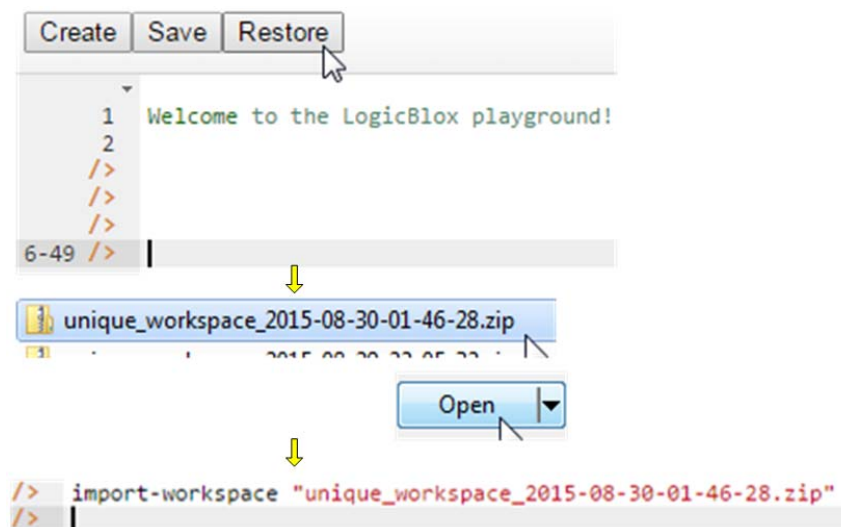 Create Save Restore
1 Welcome to the LogicBlox playground!
2
/>
/>
/>
6-49 />
unique_workspace_2015-08-30-01-46-28.zip
Open
/> import-workspace "unique_workspace_2015-08-30-01-46-28.zip"
/>